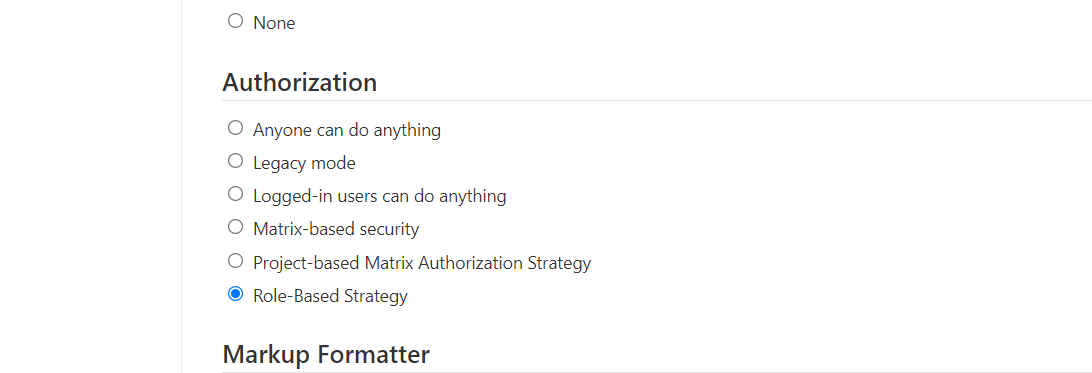 None
Authorization
Anyone can do anything
Legacy mode
Logged-in users can do anything
Matrix-based security
Project-based Matrix Authorization Strategy
Role-Based Strategy
Markup Formatter